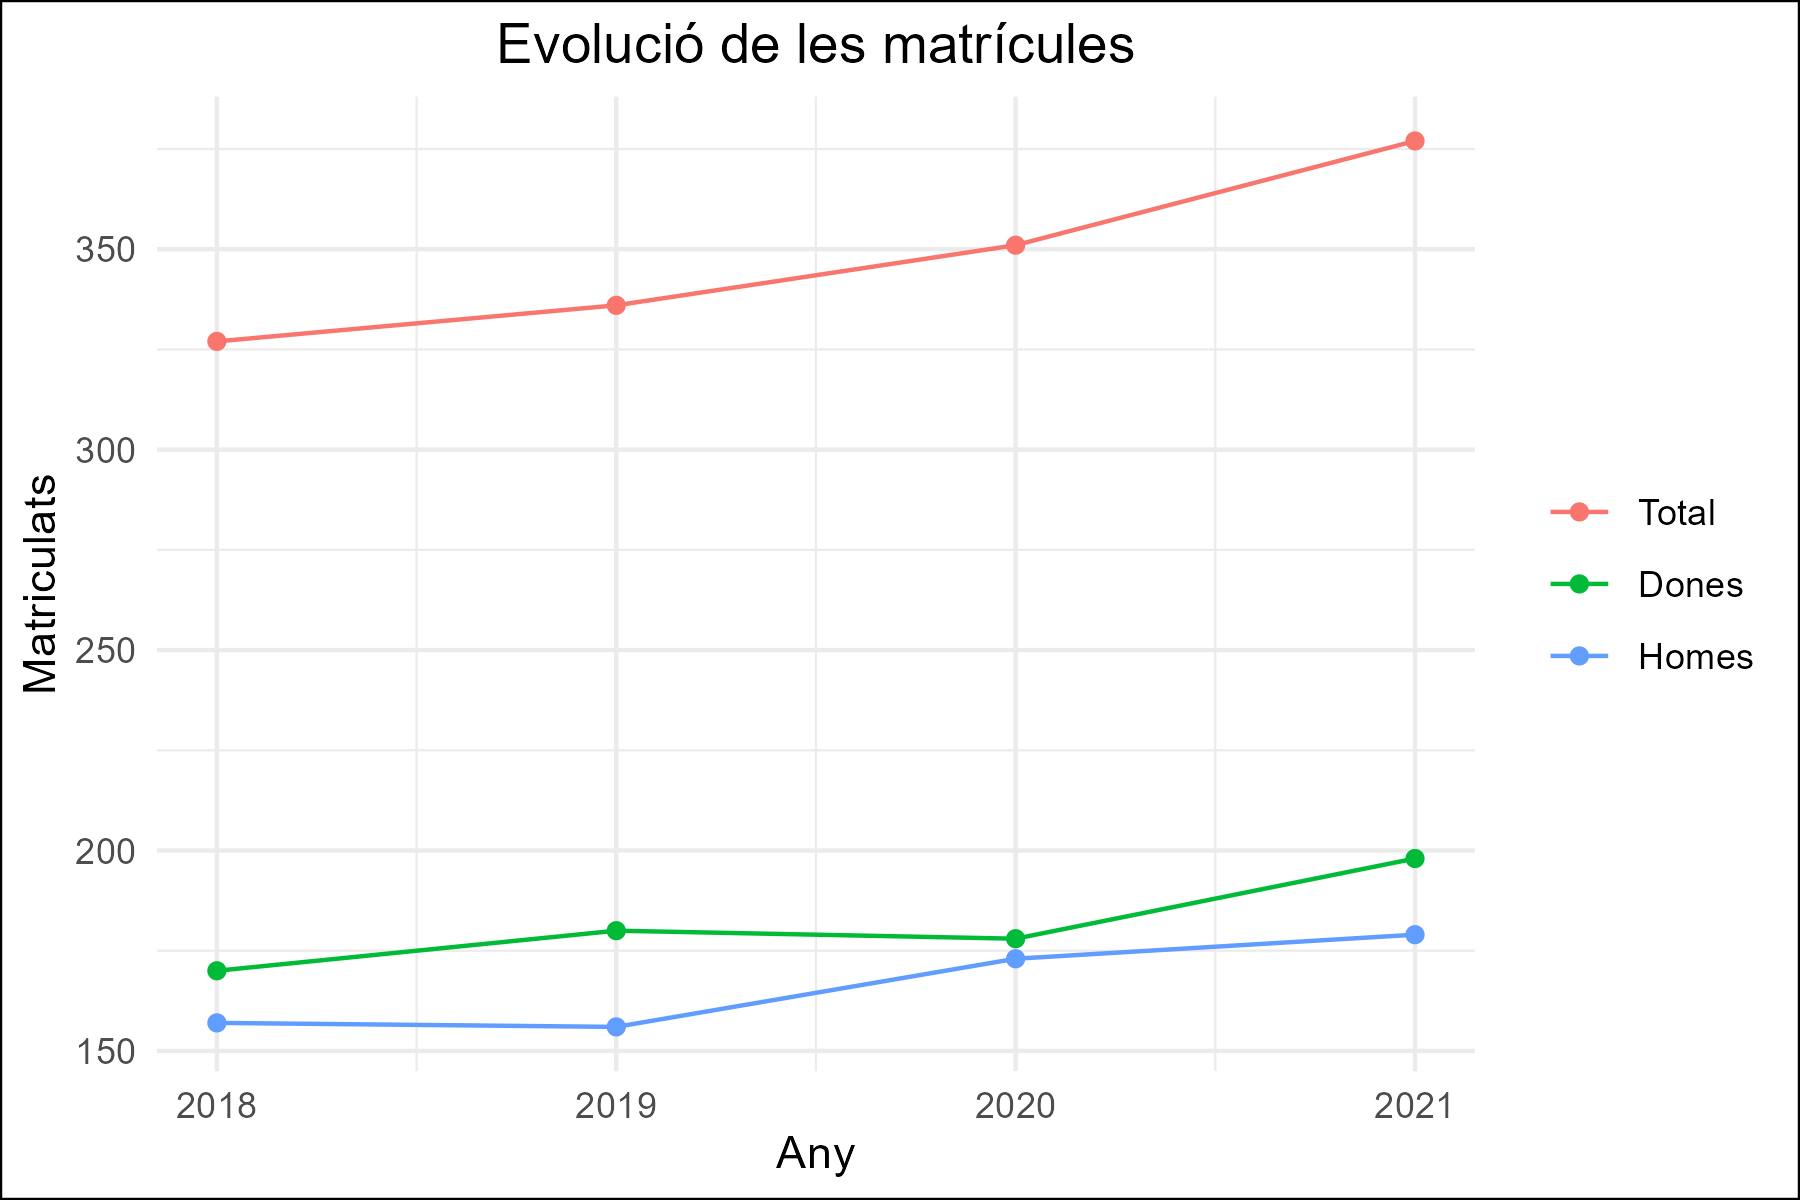 Evolució de les matrícules
Matriculats
350
300
250
200
150
2018 2019 2020 2021
Any
Total
Dones
Homes